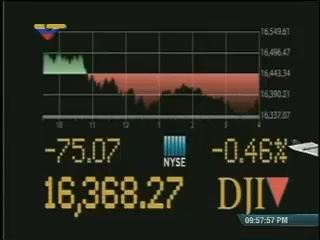 16,549.61
16,496.47
16,443.34
16,390.21
16,337.07
10 11 12 1 2 3 4
-75.07 NYSE -0.46%
16,368.27 DJI
09:57:57 PM